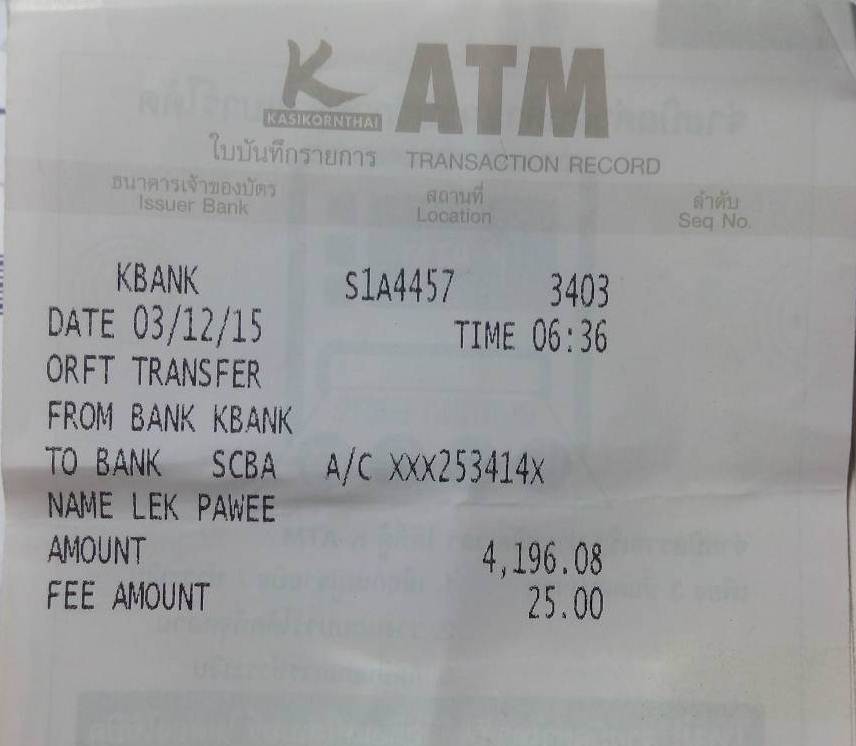 K ATM
KASIKORNTHAI
ใบบันทึกรายการ TRANSACTION RECORD
ธนาคารเจ้าของบัตร สถานที่ ลำดับ
Issuer Bank Location Seq No.
KBANK S1A4457 3403
DATE 03/12/15 TIME 06:36
ORFT TRANSFER
FROM BANK KBANK
TO BANK SCBA A/C XXX253414X
NAME LEK PAWEE
AMOUNT 4,196.08
FEE AMOUNT 25.00